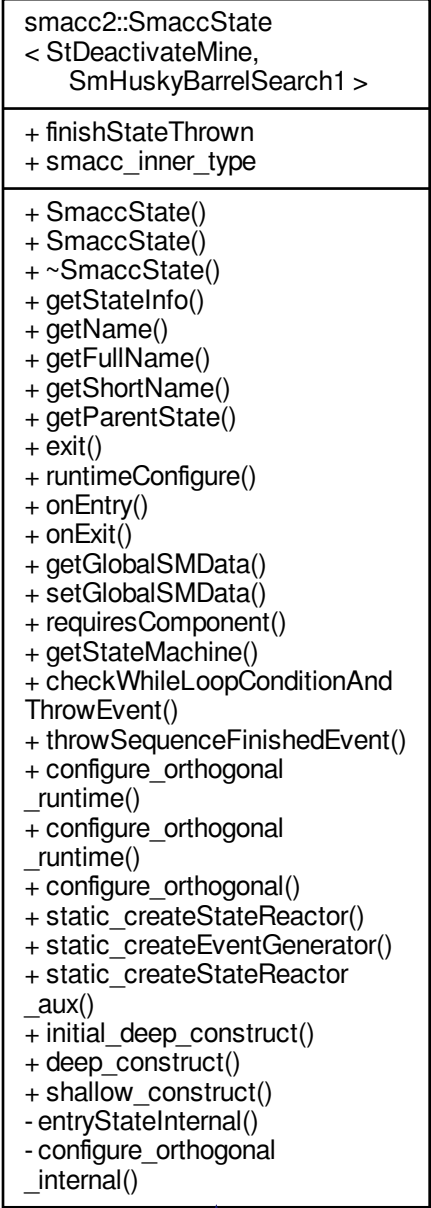 smacc2::SmaccState
< StDeactivateMine,
SmHuskyBarrelSearch1 >
+ finishStateThrown
+ smacc_inner_type
+ SmaccState()
+ SmaccState()
+ ~SmaccState()
+ getStateInfo()
+ getName()
+ getFullName()
+ getShortName()
+ getParentState()
+ exit()
+ runtimeConfigure()
+ onEntry()
+ onExit()
+ getGlobalSMData()
+ setGlobalSMData()
+ requiresComponent()
+ getStateMachine()
+ checkWhileLoopConditionAnd
ThrowEvent()
+ throwSequenceFinishedEvent()
+ configure_orthogonal
_runtime()
+ configure_orthogonal
_runtime()
+ configure_orthogonal()
+ static_createStateReactor()
+ static_createEventGenerator()
+ static_createStateReactor
_aux()
+ initial_deep_construct()
+ deep_construct()
+ shallow_construct()
- entryStateInternal()
- configure_orthogonal
_internal()